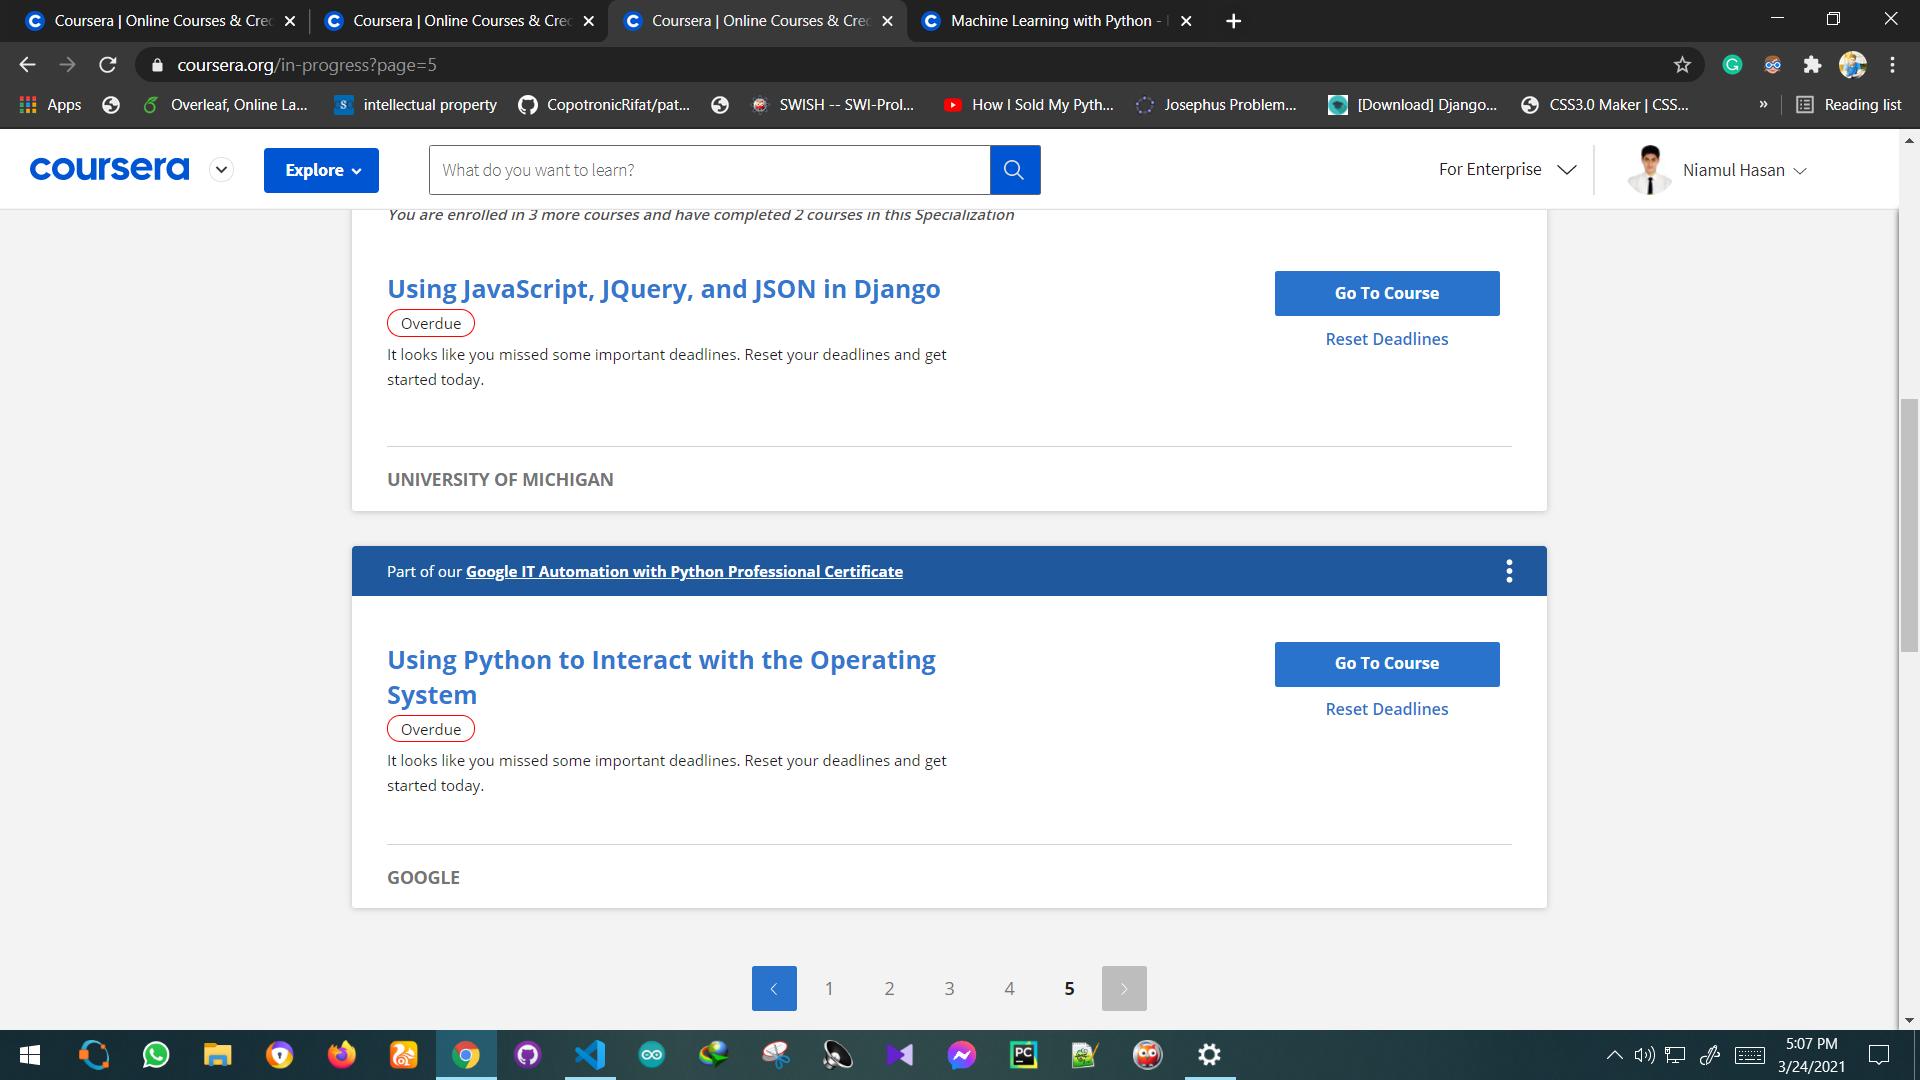 Coursera | Online Courses & Cre
Coursera | Online Courses & Cre
Coursera | Online Courses & Cre
Machine Learning with Python -
coursera.org/in-progress?page=5
Apps
Overleaf, Online La...
intellectual property
CopotronicRifat/pat...
SWISH -- SWI-Prol...
How I Sold My Pyth...
Josephus Problem...
[Download] Django...
CSS3.0 Maker | CSS...
»
Reading list
coursera
Explore
What do you want to learn?
For Enterprise
Niamul Hasan
You are enrolled in 3 more courses and have completed 2 courses in this Specialization
Using JavaScript, JQuery, and JSON in Django
Go To Course
Overdue
Reset Deadlines
It looks like you missed some important deadlines. Reset your deadlines and get
started today.
UNIVERSITY OF MICHIGAN
Part of our Google IT Automation with Python Professional Certificate
Using Python to Interact with the Operating
System
Go To Course
Reset Deadlines
Overdue
It looks like you missed some important deadlines. Reset your deadlines and get
started today.
GOOGLE
1 2 3 4 5
PC
5:07 PM
3/24/2021